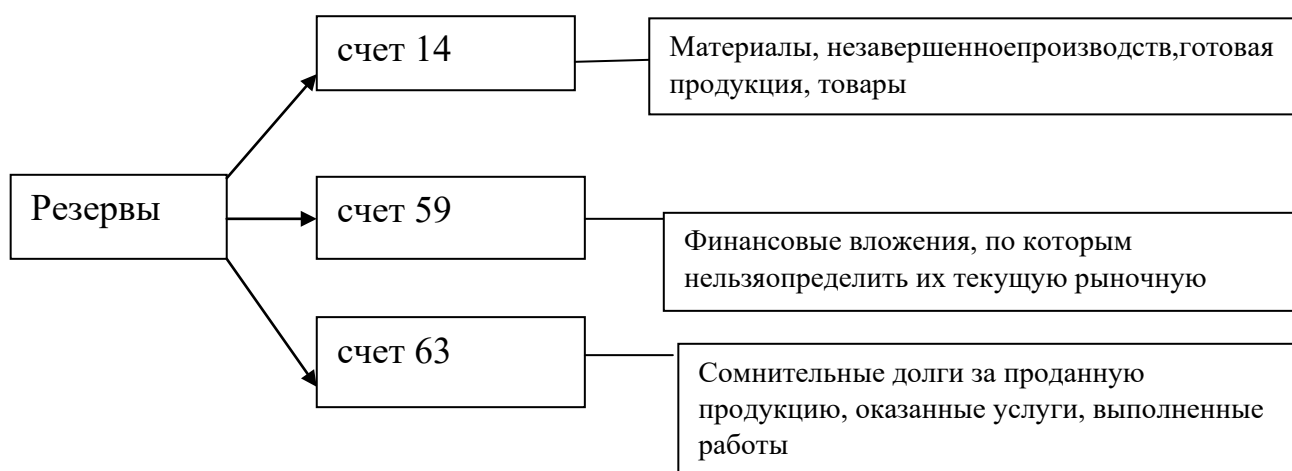 Резервы
счет 14
Материалы, незавершенноепроизводств,готовая
продукция, товары
счет 59
Финансовые вложения, по которым
нельзяопределить их текущую рыночную
счет 63
Сомнительные долги за проданную
продукцию, оказанные услуги, выполненные
работы